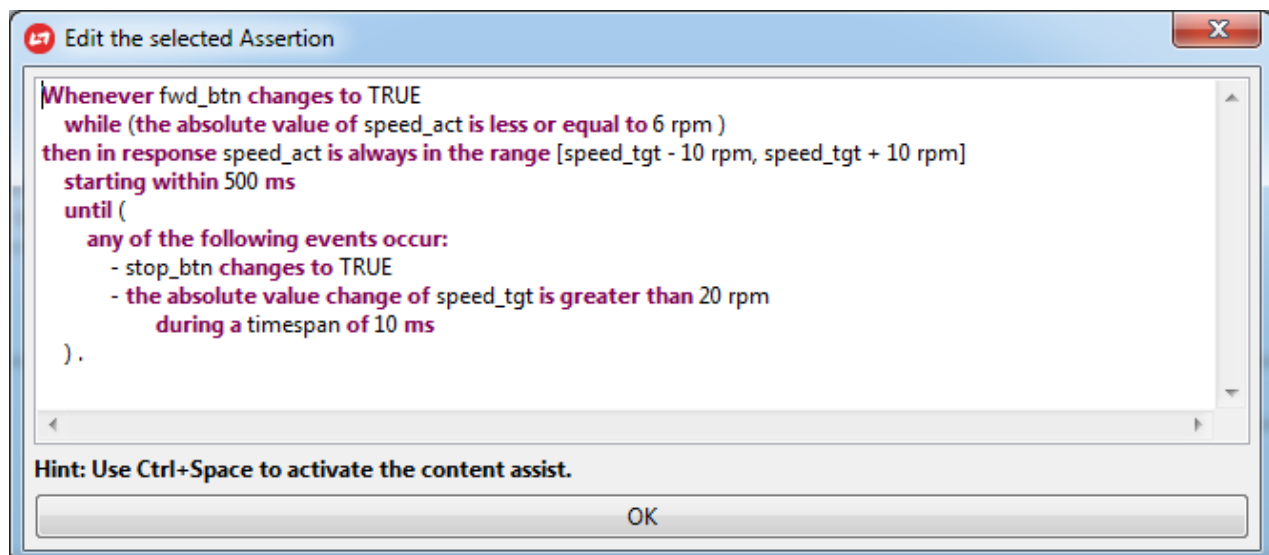 Edit the selected Assertion
Whenever fwd_btn changes to TRUE
while (the absolute value of speed_act is less or equal to 6 rpm )
then in response speed_act is always in the range [speed_tgt - 10 rpm, speed_tgt + 10 rpm]
starting within 500 ms
until (
any of the following events occur:
- stop_btn changes to TRUE
- the absolute value change of speed_tgt is greater than 20 rpm
during a timespan of 10 ms
) .
Hint: Use Ctrl+Space to activate the content assist.
OK